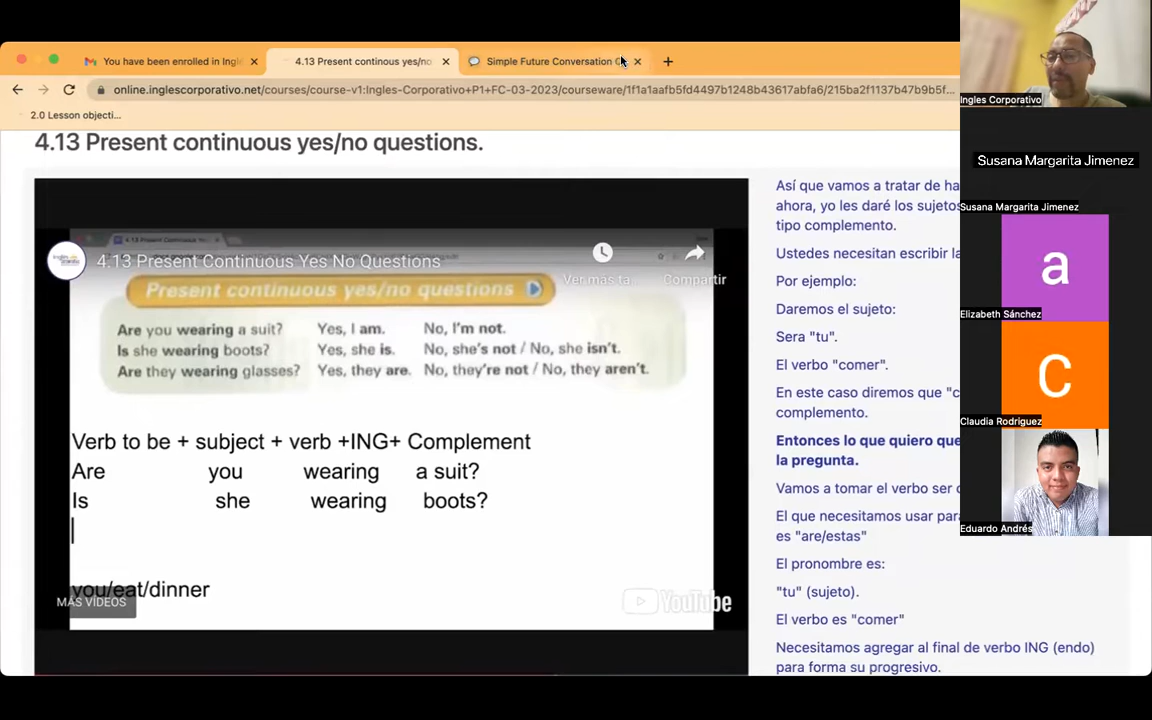 You have been enrolled in Ingl
4.13 Present continous yes/no
Simple Future Conversation
online.inglescorporativo.net/courses/course-v1:Ingles-Corporativo+P1+FC-03-2023/courseware/1f1a1aafb5fd4497b1248b43617abfa6/215ba2f1137b47b9b5f...
2.0 Lesson objecti...
4.13 Present continuous yes/no questions.
4.13 Present Continuous Yes No Questions
Ver más ta...
Compartir
Present continuous yes/no questions
Are you wearing a suit? Yes, I am. No, I'm not.
Is she wearing boots? Yes, she is. No, she's not / No, she isn't.
Are they wearing glasses? Yes, they are. No, they're not / No, they aren't.
Verb to be + subject + verb +ING+ Complement
Are you wearing a suit?
Is she wearing boots?
you/eat/dinner
MÁS VÍDEOS
YouTube
Así que vamos a tratar de ha
ahora, yo les daré los sujetos
tipo complemento.
Ustedes necesitan escribir la
Por ejemplo:
Daremos el sujeto:
Sera "tu".
El verbo "comer".
En este caso diremos que "c
complemento.
Entonces lo que quiero que
la pregunta.
Vamos a tomar el verbo ser o
El que necesitamos usar para
es "are/estas"
El pronombre es:
"tu" (sujeto).
El verbo es "comer"
Necesitamos agregar al final de verbo ING (endo)
para forma su progresivo.
Ingles Corporativo
Susana Margarita Jimenez
Susana Margarita Jimenez
a
Elizabeth Sánchez
C
Claudia Rodriguez
Eduardo Andrés